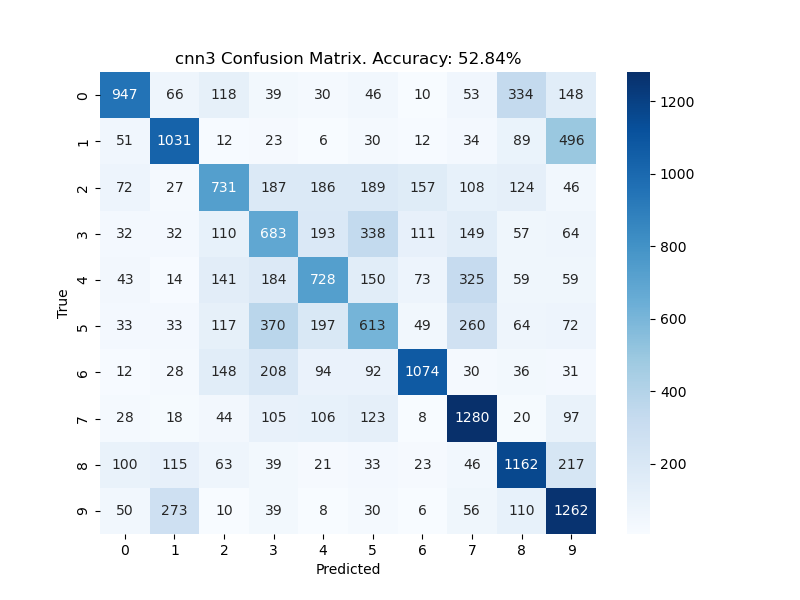 cnn3 Confusion Matrix. Accuracy: 52.84%
0 947 66 118 39 30 46 10 53 334 148
1 51 1031 12 23 6 30 12 34 89 496
2 72 27 731 187 186 189 157 108 124 46
3 32 32 110 683 193 338 111 149 57 64
4 43 14 141 184 728 150 73 325 59 59
5 33 33 117 370 197 613 49 260 64 72
6 12 28 148 208 94 92 1074 30 36 31
7 28 18 44 105 106 123 8 1280 20 97
8 100 115 63 39 21 33 23 46 1162 217
9 50 273 10 39 8 30 6 56 110 1262
0 1 2 3 4 5 6 7 8 9
Predicted
True
1200
1000
800
600
400
200